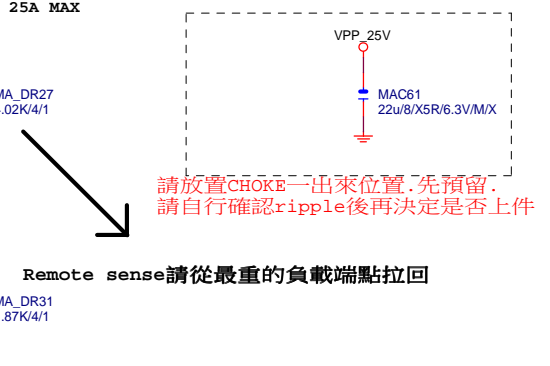 25A MAX
VPP_25V
MA_DR27
.02K/4/1
MAC61
22u/8/X5R/6.3V/M/X
請放置CHOKE一出來位置.先預留.
請自行確認ripple後再決定是否上件
Remote sense請從最重的負載端點拉回
MA_DR31
.87K/4/1